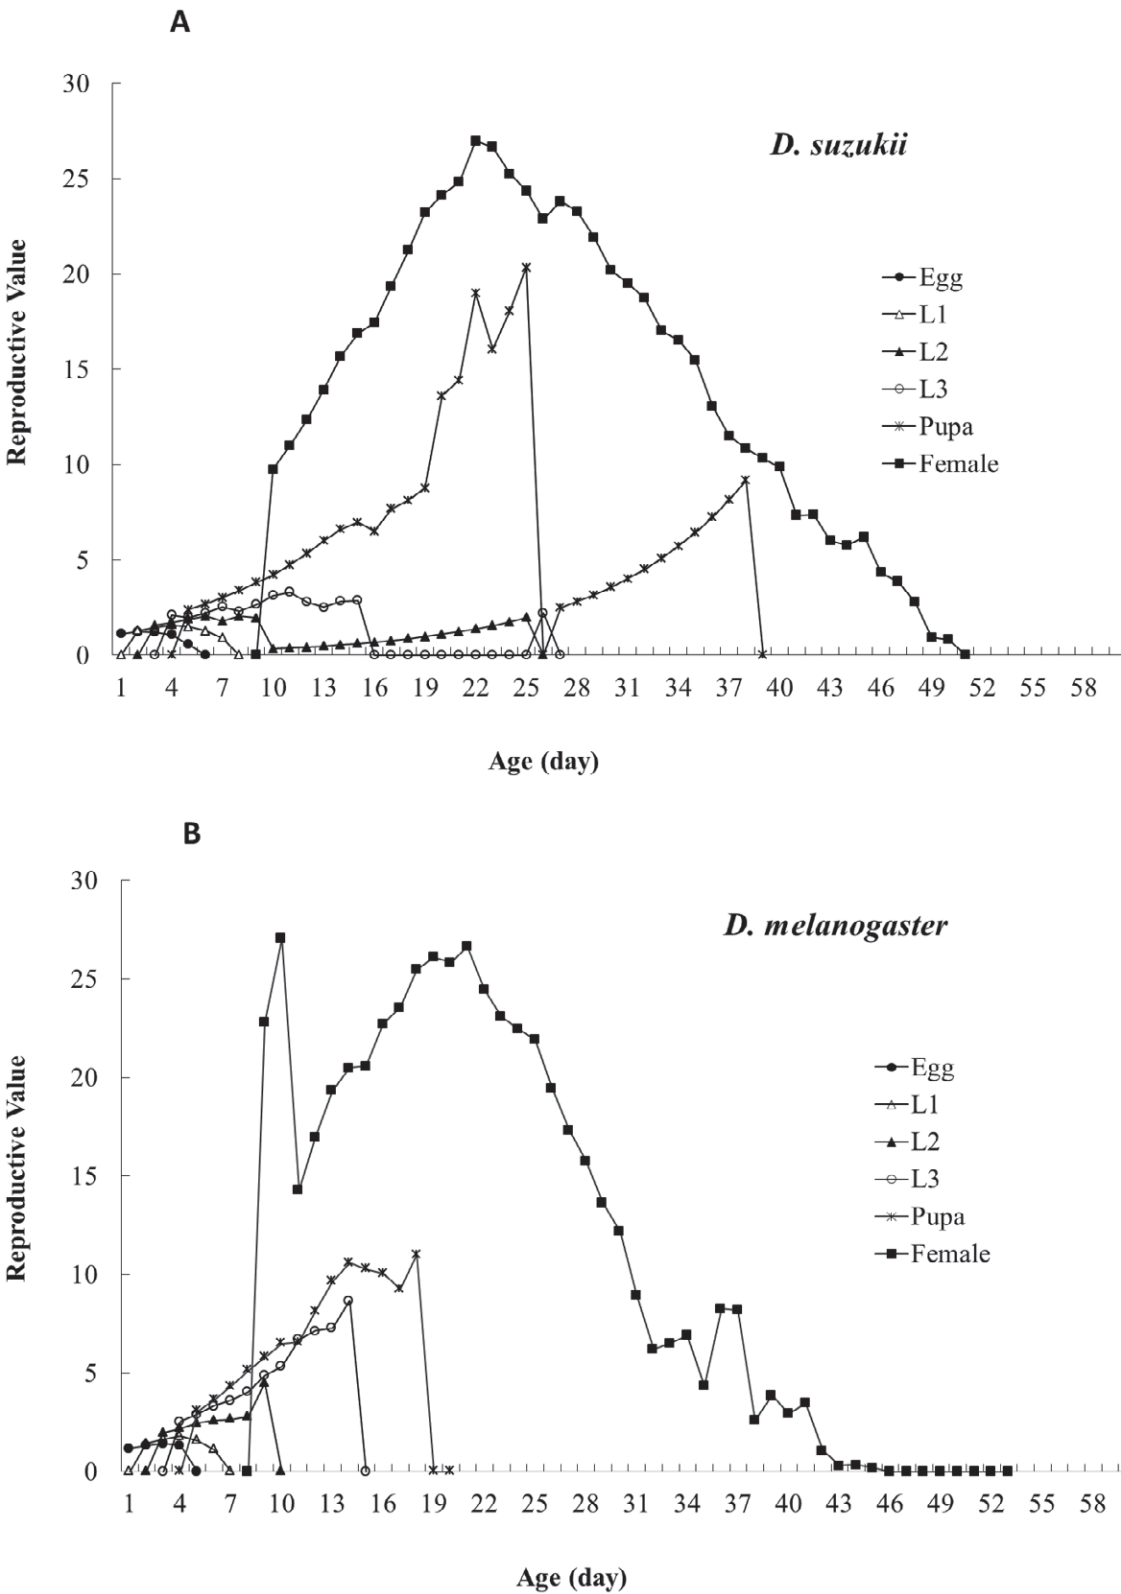 A
30
25
20
15
10
5
0
Reproductive Value
D. suzukii
Egg
L1
L2
L3
Pupa
Female
1 4 7 10 13 16 19 22 25 28 31 34 37 40 43 46 49 52 55 58
Age (day)
B
30
25
20
15
10
5
0
Reproductive Value
D. melanogaster
Egg
L1
L2
L3
Pupa
Female
1 4 7 10 13 16 19 22 25 28 31 34 37 40 43 46 49 52 55 58
Age (day)